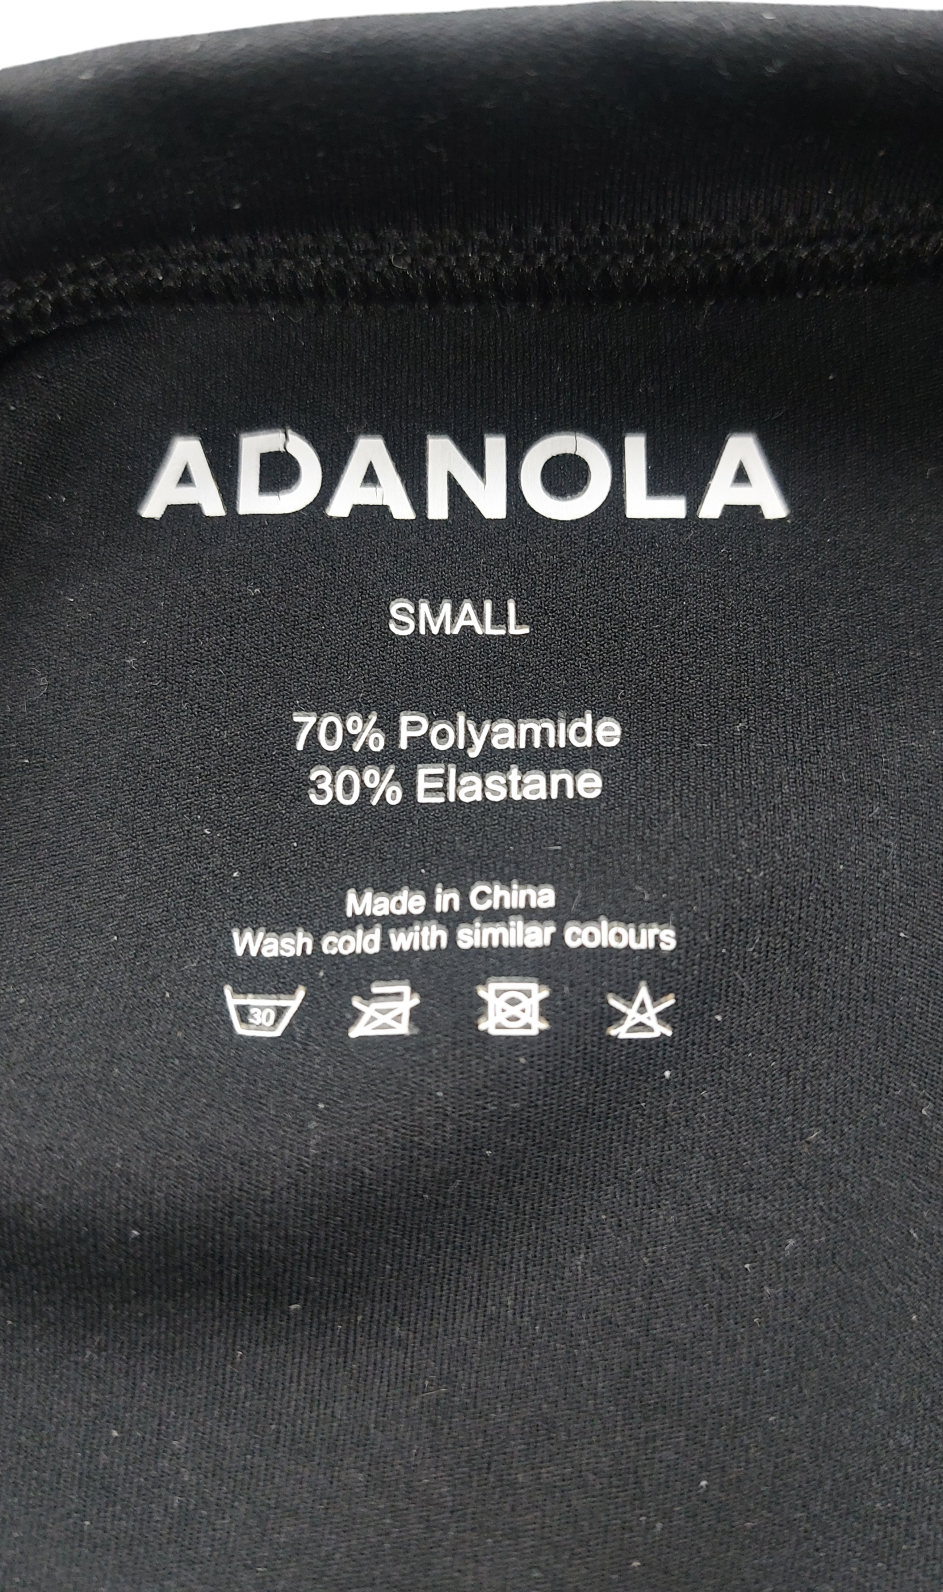 ADANOLA
SMALL
70% Polyamide
30% Elastane
Made in China
Wash cold with similar colours
30